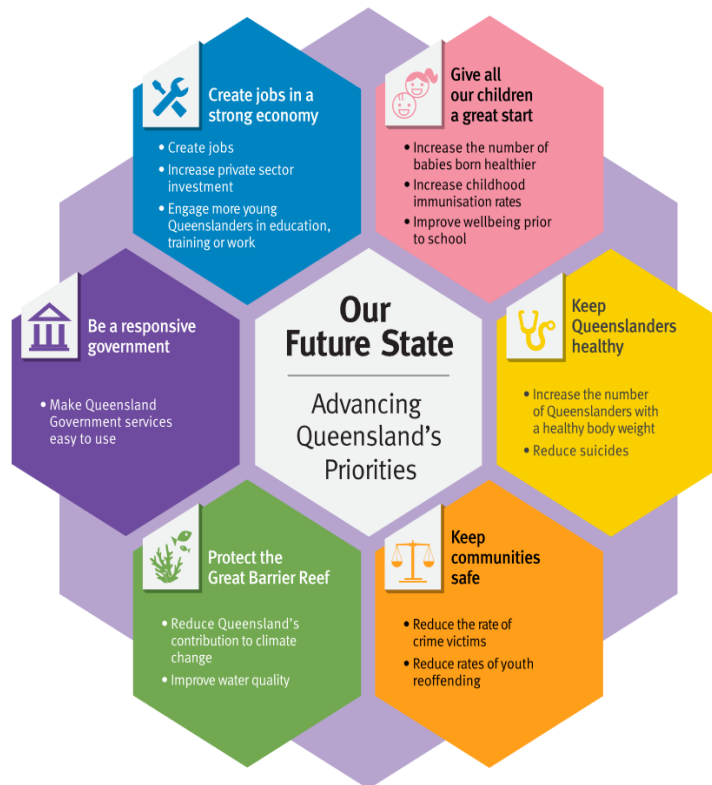 Create jobs in a
strong economy
• Create jobs
• Increase private sector
investment
• Engage more young
Queenslanders in education,
training or work
Give all
our children
a great start
• Increase the number of
babies born healthier
• Increase childhood
immunisation rates
• Improve wellbeing prior
to school
Be a responsive
government
• Make Queensland
Government services
easy to use
Our
Future State
Advancing
Queensland's
Priorities
Keep
Queenslanders
healthy
• Increase the number
of Queenslanders with
a healthy body weight
• Reduce suicides
Protect the
Great Barrier Reef
• Reduce Queensland's
contribution to climate
change
• Improve water quality
Keep
communities
safe
• Reduce the rate of
crime victims
• Reduce rates of youth
reoffending